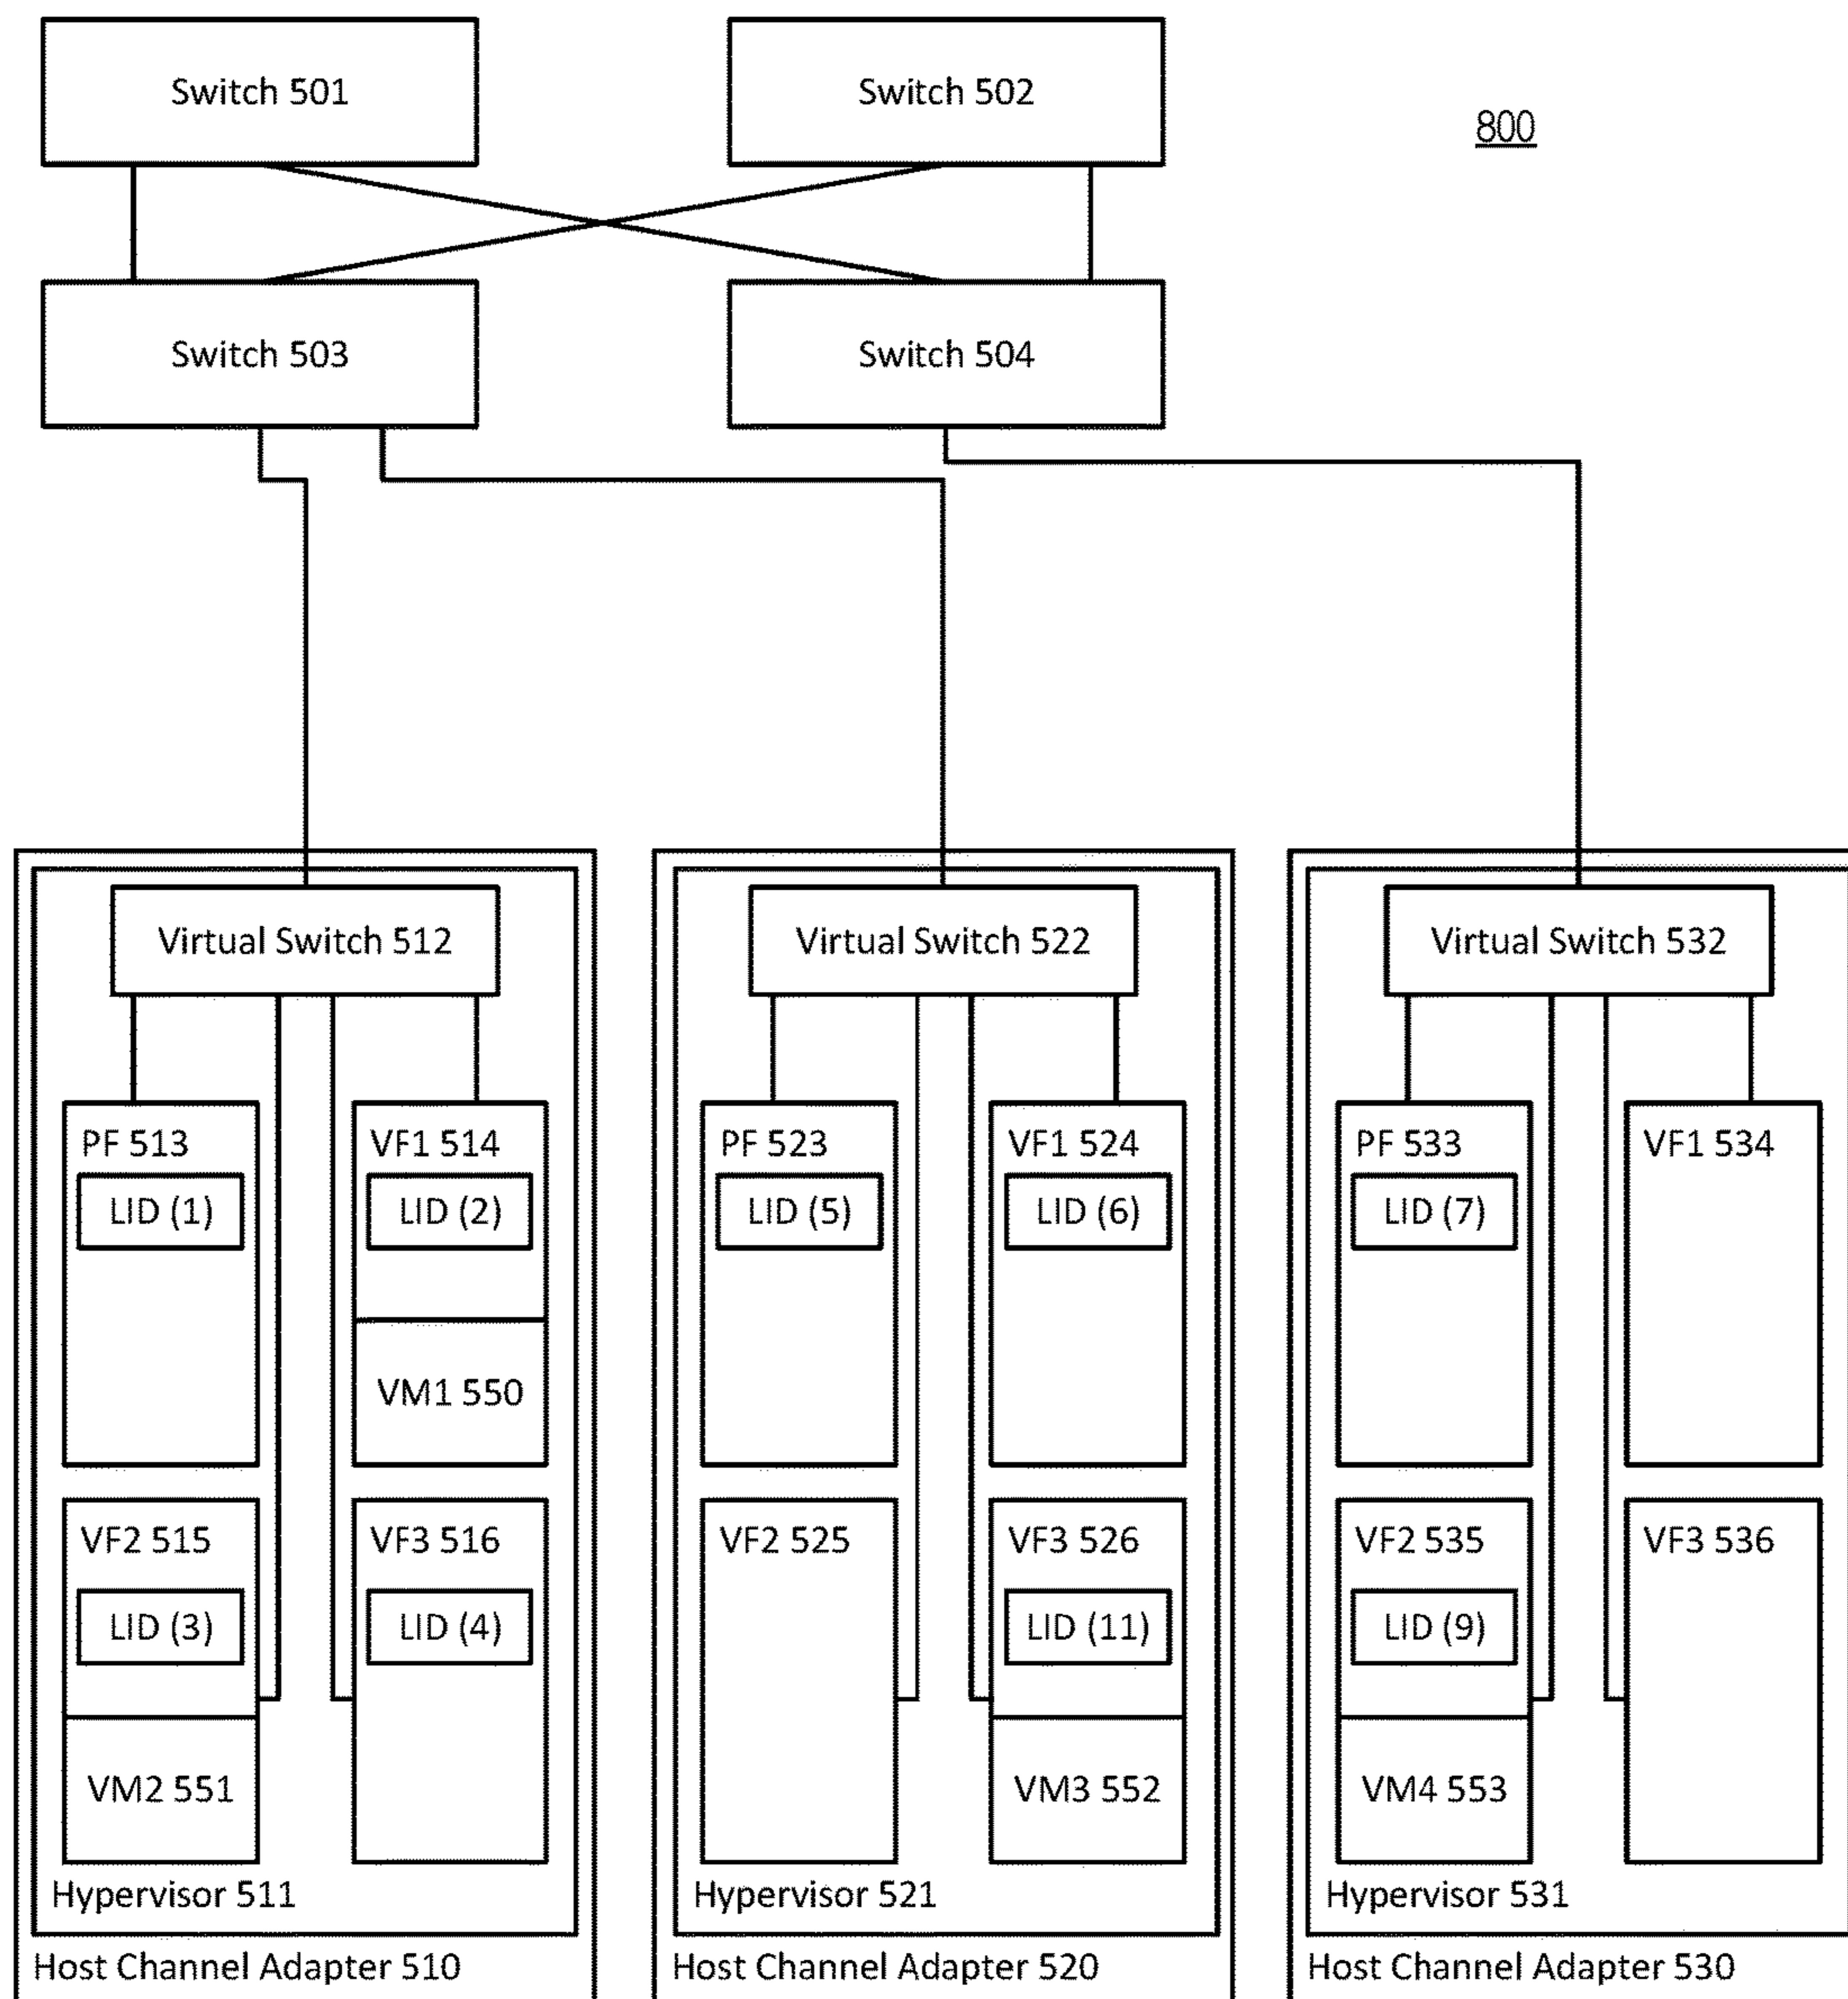 Switch 501
Switch 502
800
Switch 503
Switch 504
Virtual Switch 512
Virtual Switch 522
Virtual Switch 532
PF 513
LID (1)
VF1 514
LID (2)
VM1 550
PF 523
LID (5)
VF1 524
LID (6)
PF 533
LID (7)
VF1 534
VF2 515
LID (3)
VM2 551
VF3 516
LID (4)
VF2 525
VF3 526
LID (11)
VM3 552
VF2 535
LID (9)
VM4 553
VF3 536
Hypervisor 511
Hypervisor 521
Hypervisor 531
Host Channel Adapter 510
Host Channel Adapter 520
Host Channel Adapter 530